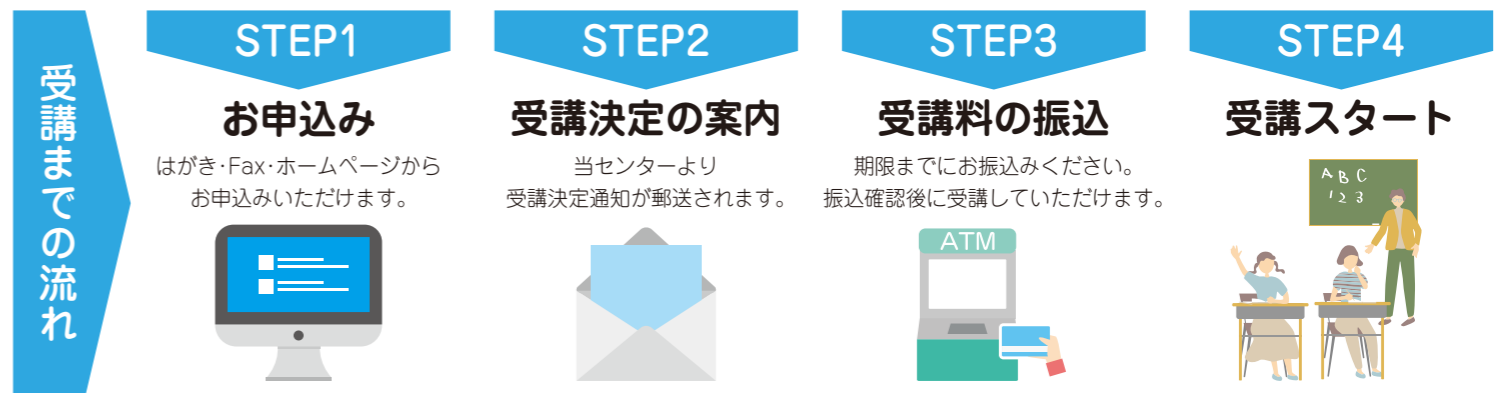 受講までの流れ
STEP1
お申込み
はがき･Fax･ホームページから
お申込みいただけます。
STEP2
受講決定の案内
当センターより
受講決定通知が郵送されます。
STEP3
受講料の振込
期限までにお振込みください。
振込確認後に受講していただけます。
ATM
STEP4
受講スタート
A B C
1 2 3